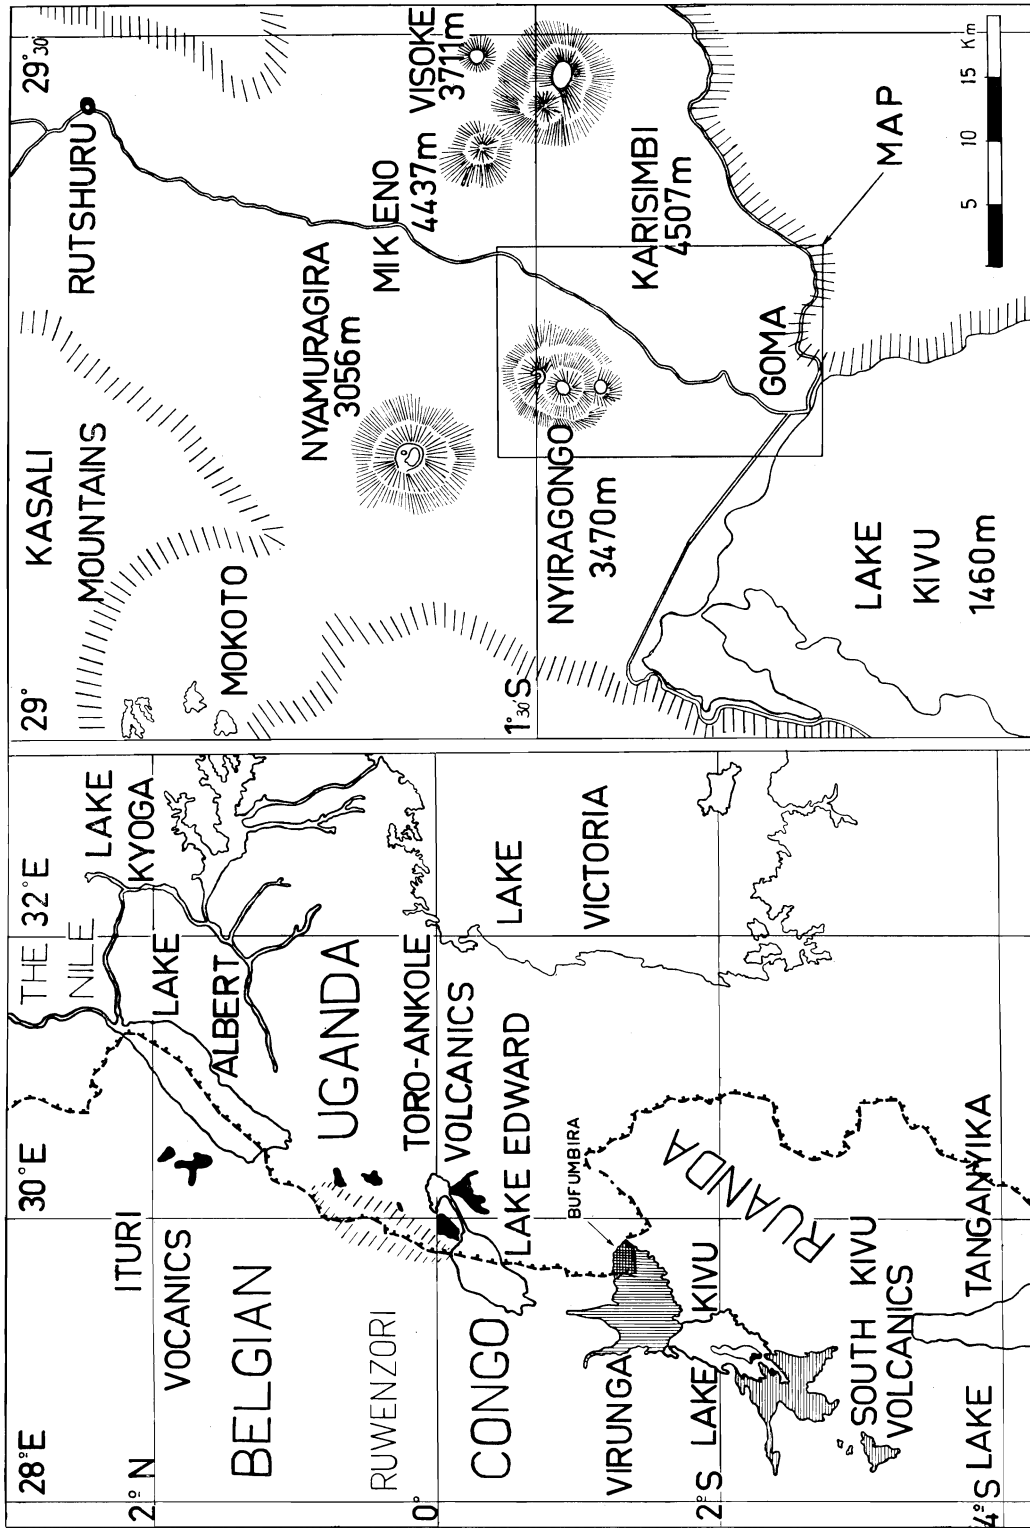 28°E
30°E
THE 32°E
NILE
LAKE
KYOGA
2° N
ITURI
VOCANICS
LAKE
ALBERT
BELGIAN
UGANDA
RUWENZORI
TORO-ANKOLE
VOLCANICS
0°
CONGO
LAKE EDWARD
LAKE
VICTORIA
BUFUMBIRA
VIRUNGA
RUANDA
2° S
LAKE KIVU
SOUTH KIVU
VOLCANICS
4° S
LAKE TANGANYIKA
29°
KASALI
MOUNTAINS
RUTSHURU
29° 30
MOKOTO
NYAMURAGIRA
3056m
MIKENO
4437m
VISOKE
3711m
1° 30' S
NYIRAGONGO
3470m
KARISIMBI
4507m
GOMA
MAP
LAKE
KIVU
1460m
5 10 15 Km